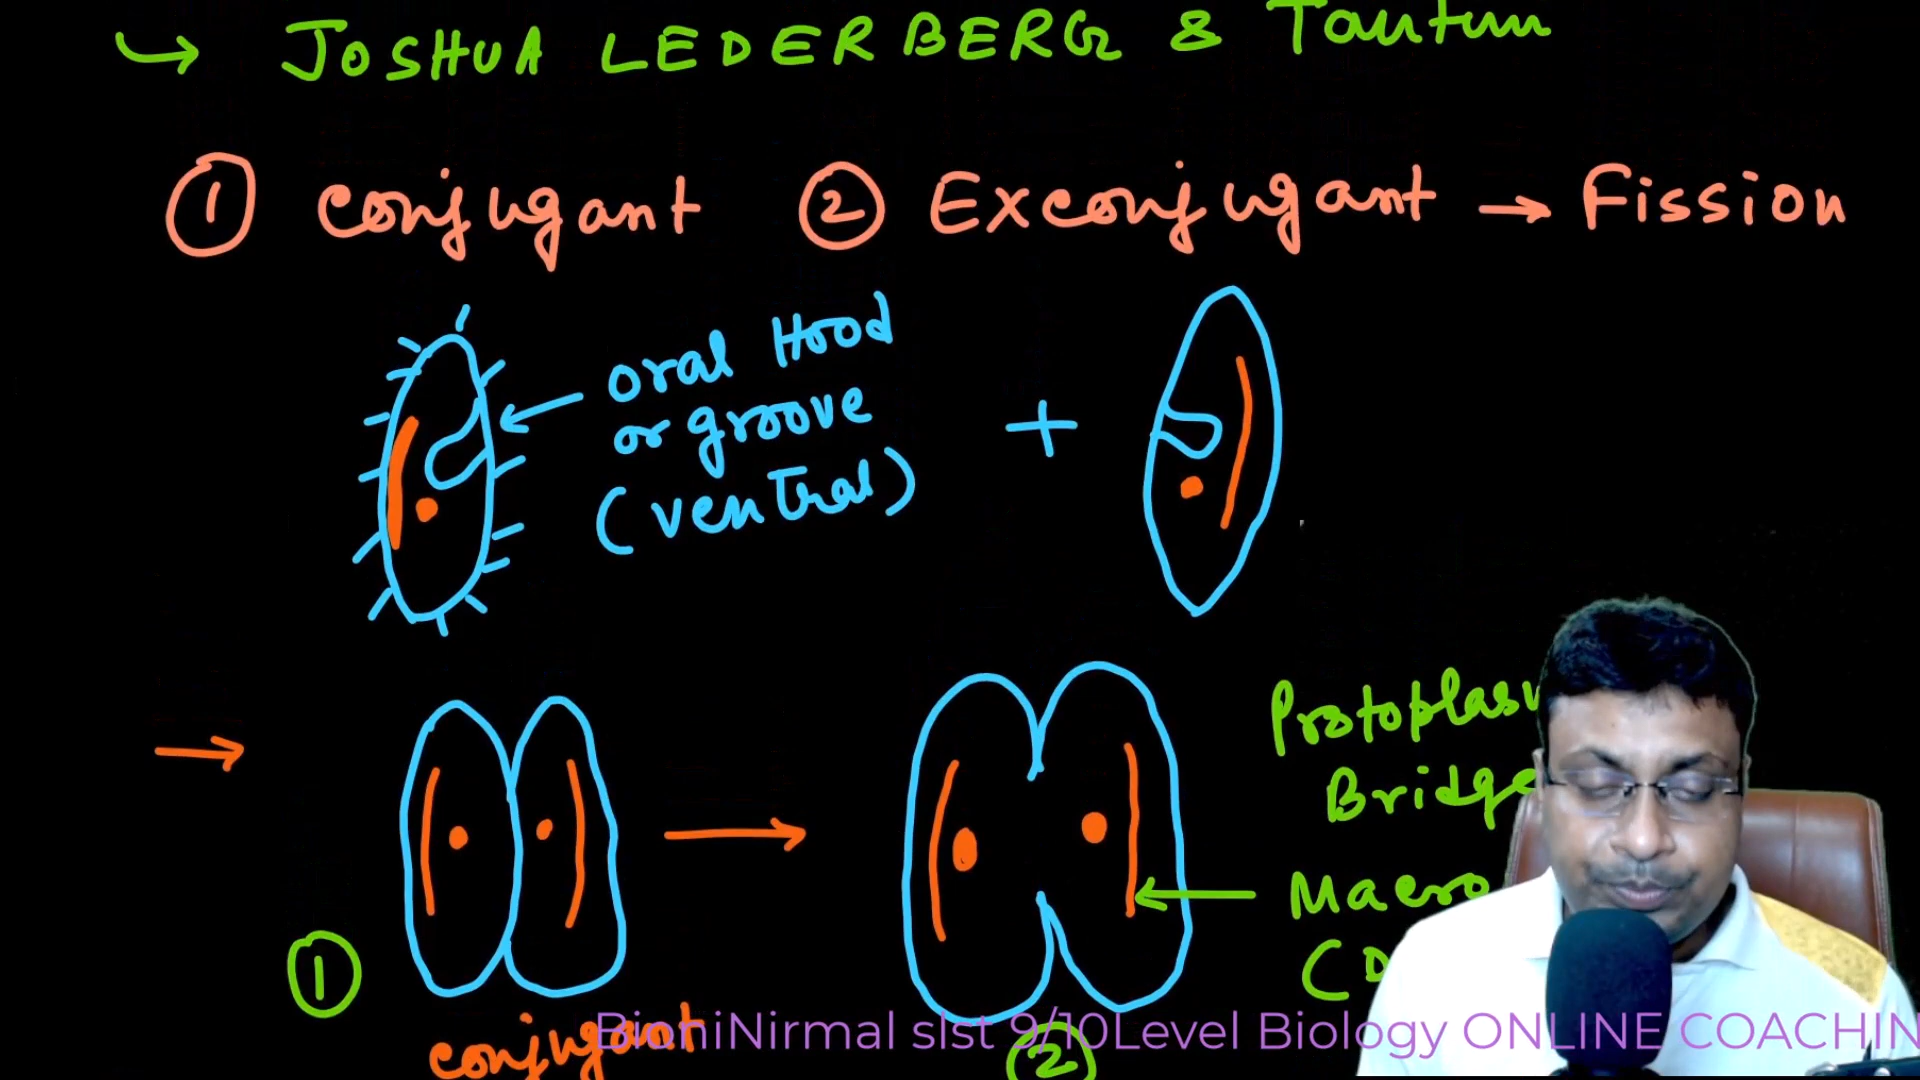 JOSHUA LEDERBERG & Tautum
① Conjugant ② Exconjugant → Fission
oral Hood
or groove
(ventral)
+
Protoplasm
Bridge
Macro
(D
①
conjugant
②
BiomiNirmal slst 9/10Level Biology ONLINE COACHIN